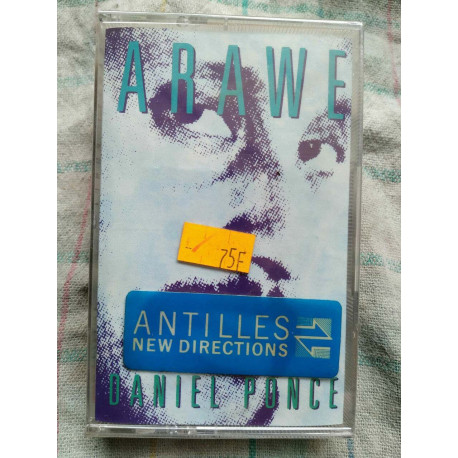 ARAWE
75F
ANTILLES
NEW DIRECTIONS
DANIEL PONCE